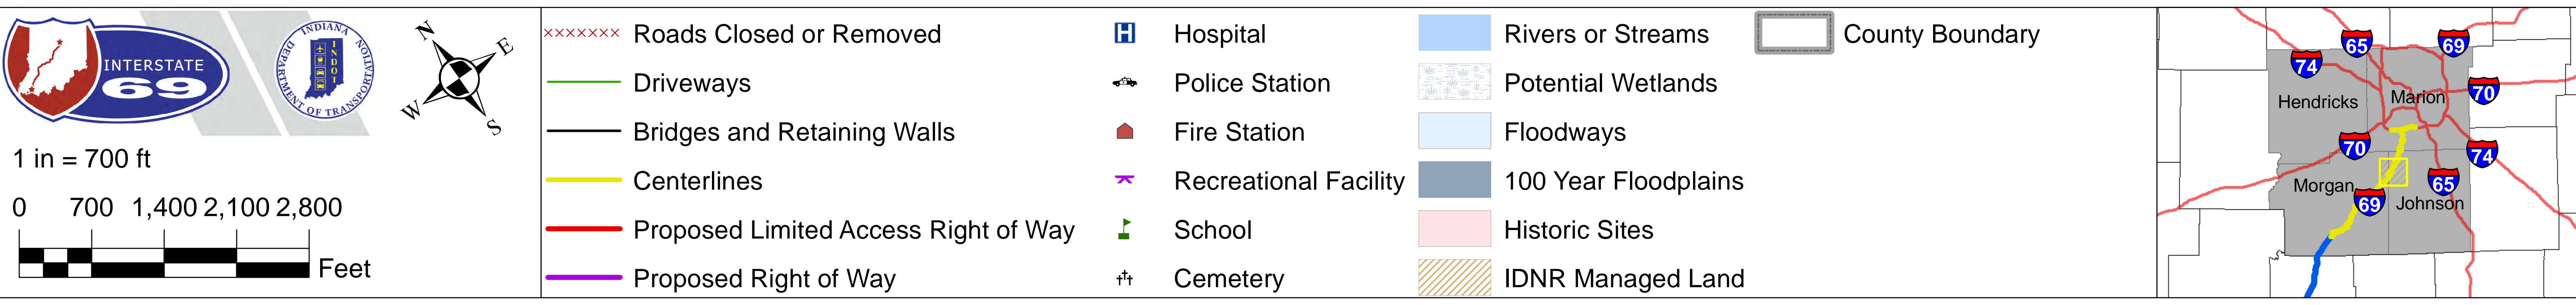 INTERSTATE
69
INDIANA
DEPARTMENT OF TRANSPORTATION
INDOT
N
E
W
S
1 in = 700 ft
0 700 1,400 2,100 2,800
Feet
Roads Closed or Removed
Driveways
Bridges and Retaining Walls
Centerlines
Proposed Limited Access Right of Way
Proposed Right of Way
H Hospital
Police Station
Fire Station
Recreational Facility
School
Cemetery
Rivers or Streams
Potential Wetlands
Floodways
100 Year Floodplains
Historic Sites
IDNR Managed Land
County Boundary
65
69
74
70
Hendricks
Marion
70
74
Morgan
65
69
Johnson